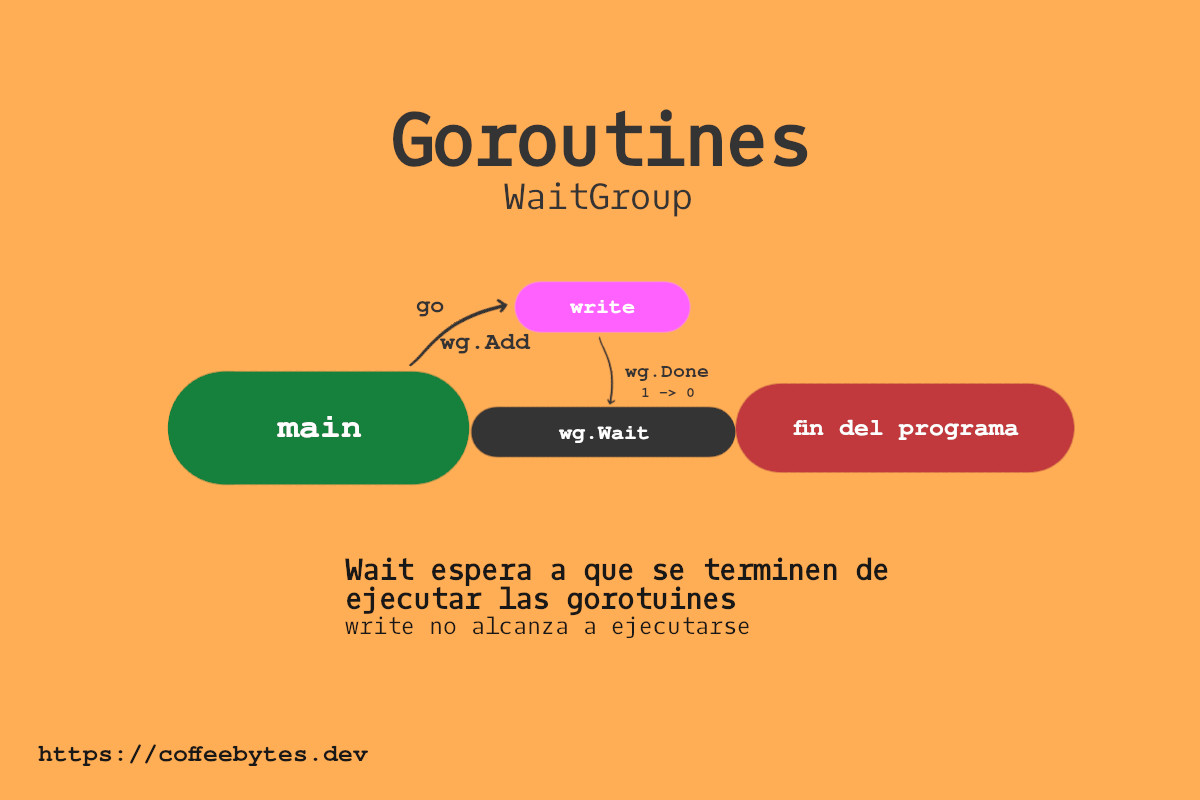 Goroutines
WaitGroup
go
write
wg.Add
wg.Done
1 -> 0
main
wg.Wait
fin del programa
Wait espera a que se terminen de
ejecutar las gorotuines
write no alcanza a ejecutarse
https://coffeebytes.dev